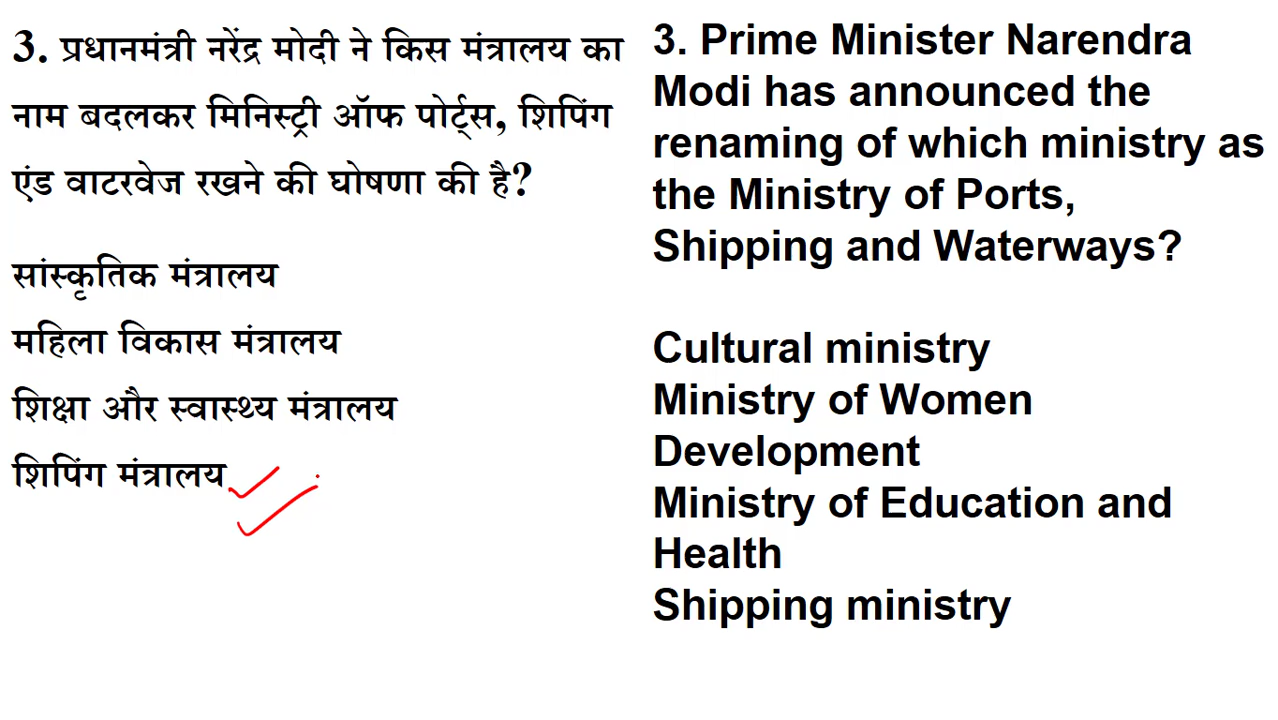 3. प्रधानमंत्री नरेंद्र मोदी ने किस मंत्रालय का
नाम बदलकर मिनिस्ट्री ऑफ पोर्ट्स, शिपिंग
एंड वाटरवेज रखने की घोषणा की है?
सांस्कृतिक मंत्रालय
महिला विकास मंत्रालय
शिक्षा और स्वास्थ्य मंत्रालय
शिपिंग मंत्रालय
3. Prime Minister Narendra
Modi has announced the
renaming of which ministry as
the Ministry of Ports,
Shipping and Waterways?
Cultural ministry
Ministry of Women
Development
Ministry of Education and
Health
Shipping ministry